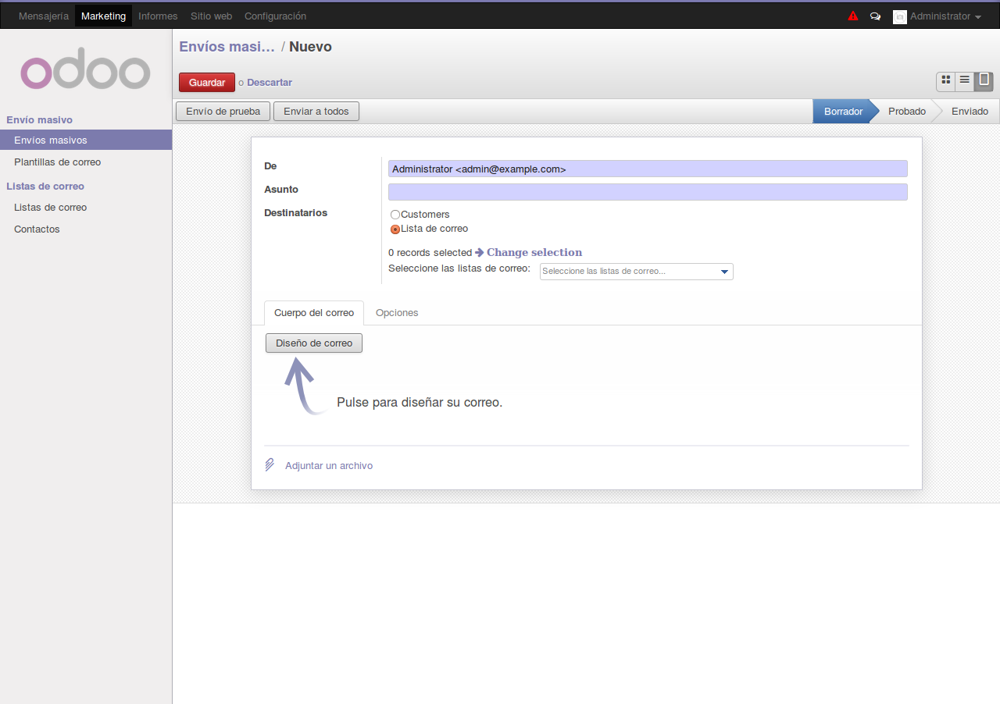 Mensajería Marketing Informes Sitio web Configuración Administrator
odoo
Envíos masi... / Nuevo
Guardar o Descartar
Envío de prueba Enviar a todos Borrador Probado Enviado
Envío masivo
Envíos masivos
Plantillas de correo
Listas de correo
Listas de correo
Contactos
De Administrator <admin@example.com>
Asunto
Destinatarios Customers
Lista de correo
0 records selected Change selection
Seleccione las listas de correo: Seleccione las listas de correo...
Cuerpo del correo Opciones
Diseño de correo
Pulse para diseñar su correo.
Adjuntar un archivo